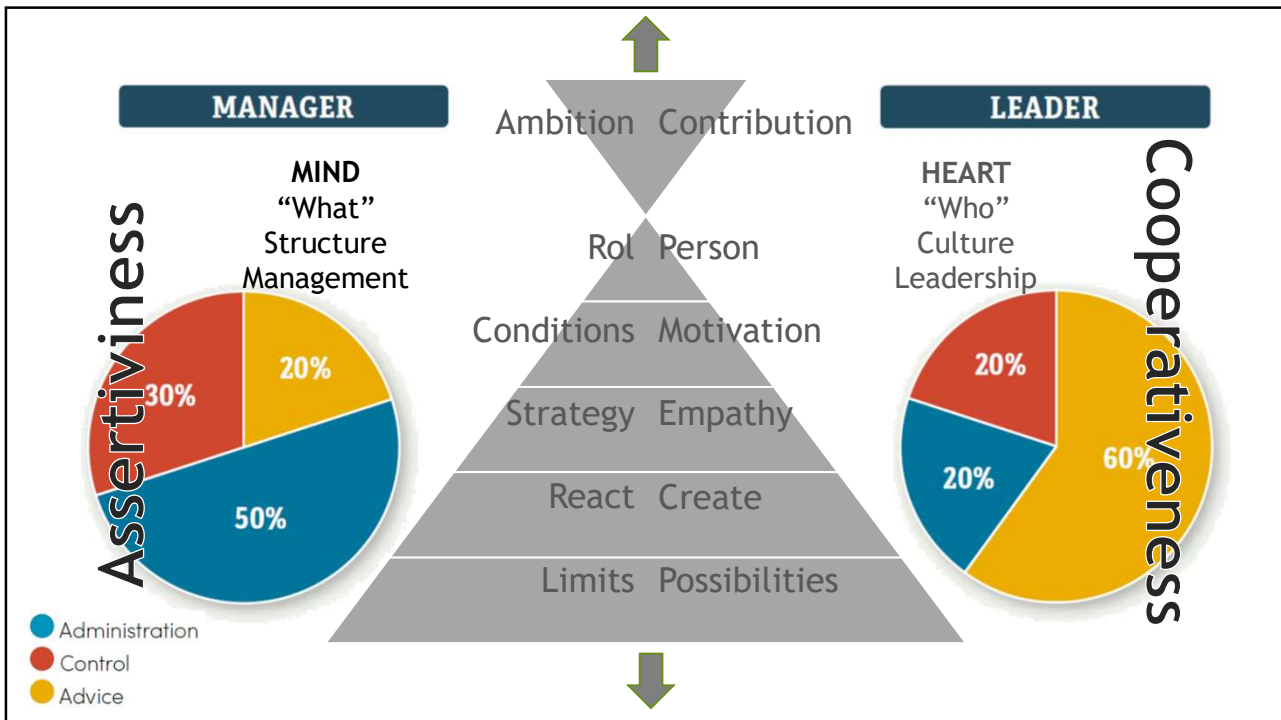 MANAGER
MIND
“What”
Structure
Management
Assertiviness
30%
20%
50%
Administration
Control
Advice
Ambition Contribution
Rol Person
Conditions Motivation
Strategy Empathy
React Create
Limits Possibilities
LEADER
HEART
“Who”
Culture
Leadership
Cooperativeness
20%
60%
20%